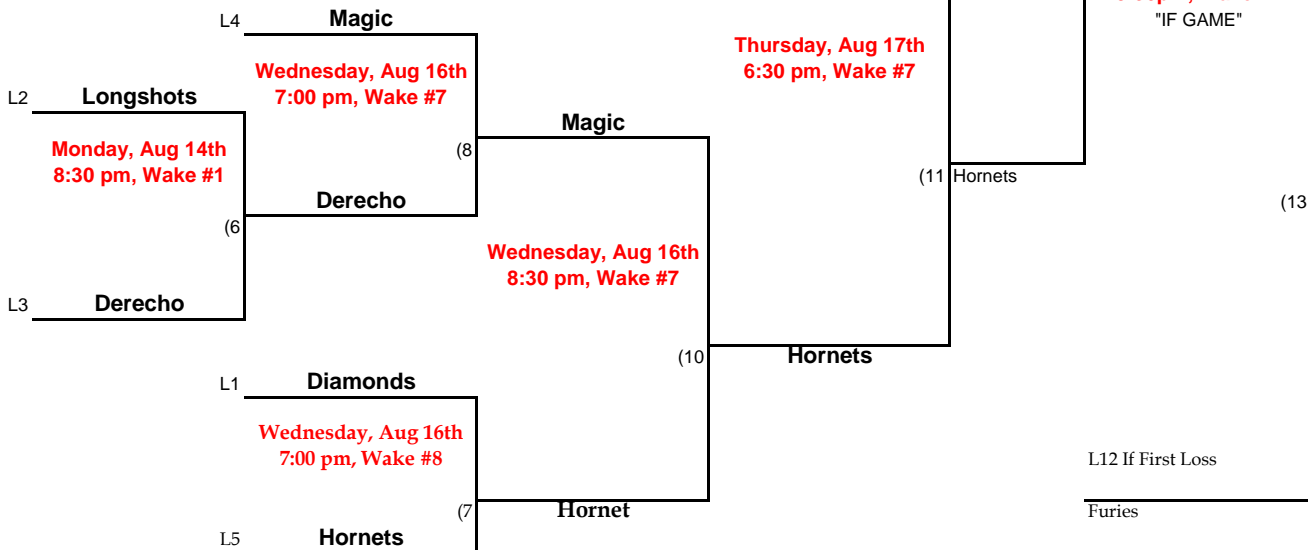 "IF GAME"
L4 Magic
Thursday, Aug 17th
6:30 pm, Wake #7
Wednesday, Aug 16th
7:00 pm, Wake #7
L2 Longshots
Magic
Monday, Aug 14th
8:30 pm, Wake #1
(8
(11 Hornets
Derecho
(13
(6
Wednesday, Aug 16th
8:30 pm, Wake #7
L3 Derecho
(10
Hornets
L1 Diamonds
Wednesday, Aug 16th
7:00 pm, Wake #8
L12 If First Loss
(7
Hornet
Furies
L5 Hornets